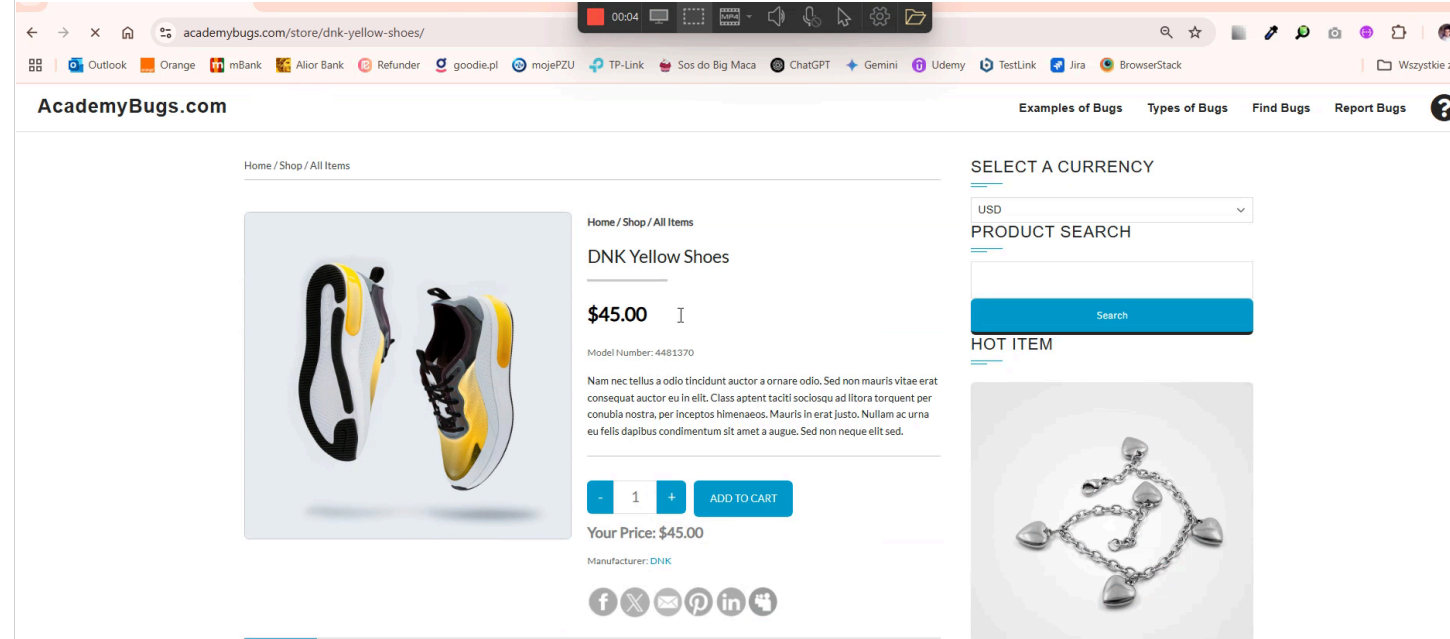 00:04
MP4
academybugs.com/store/dnk-yellow-shoes/
Outlook Orange mBank Alior Bank Refunder goodie.pl mojePZU TP-Link Sos do Big Maca ChatGPT Gemini Udemy TestLink Jira BrowserStack Wszystkie
AcademyBugs.com
Examples of Bugs Types of Bugs Find Bugs Report Bugs
Home / Shop / All Items
Home / Shop / All Items
DNK Yellow Shoes
$45.00
Model Number: 4481370
Nam nec tellus a odio tincidunt auctor a ornare odio. Sed non mauris vitae erat
consequat auctor eu in elit. Class aptent taciti sociosqu ad litora torquent per
conubia nostra, per inceptos himenaeos. Mauris in erat justo. Nullam ac urna
eu felis dapibus condimentum sit amet a augue. Sed non neque elit sed.
- 1 + ADD TO CART
Your Price: $45.00
Manufacturer: DNK
SELECT A CURRENCY
USD
PRODUCT SEARCH
Search
HOT ITEM